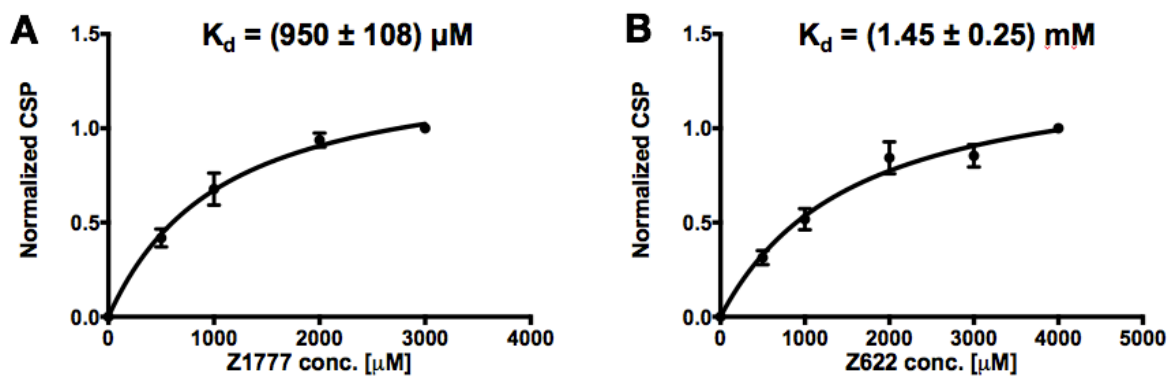 A
K_d = (950 ± 108) µM
Normalized CSP
1.5
1.0
0.5
0.0
0 1000 2000 3000 4000
Z1777 conc. [µM]
B
K_d = (1.45 ± 0.25) mM
Normalized CSP
1.5
1.0
0.5
0.0
0 1000 2000 3000 4000 5000
Z622 conc. [µM]